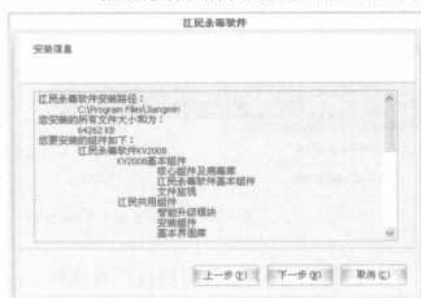 江民杀毒软件
安装信息
江民杀毒软件安装路径：
C:\Program Files\Jiangmin
您安装的所有文件大小和为：
64262 KB
您要安装的组件如下：
江民杀毒软件KV2008
KV2008基本组件
核心组件及病毒库
江民杀毒软件基本组件
文件监视
江民共用组件
智能升级模块
安装组件
基本界面库
上一步
下一步
取消(C)